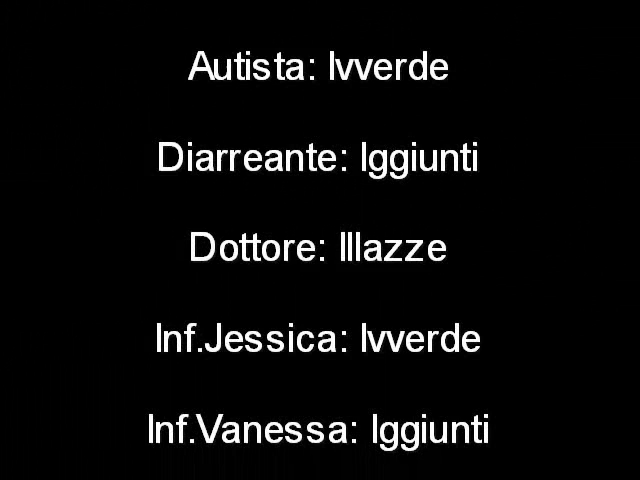 Autista: Ivverde
Diarreante: Iggiunti
Dottore: Illazze
Inf.Jessica: Ivverde
Inf.Vanessa: Iggiunti